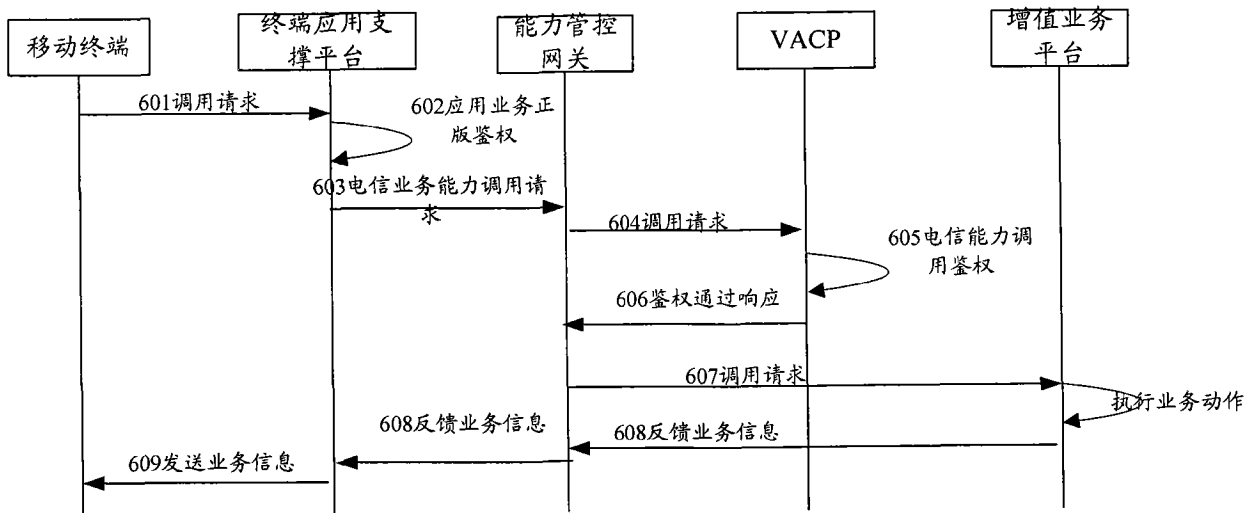 移动终端
终端应用支
撑平台
能力管控
网关
VACP
增值业务
平台
601调用请求
602应用业务正
版鉴权
603电信业务能力调用请
求
604调用请求
605电信能力调
用鉴权
606鉴权通过响应
607调用请求
执行业务动作
608反馈业务信息
608反馈业务信息
609发送业务信息